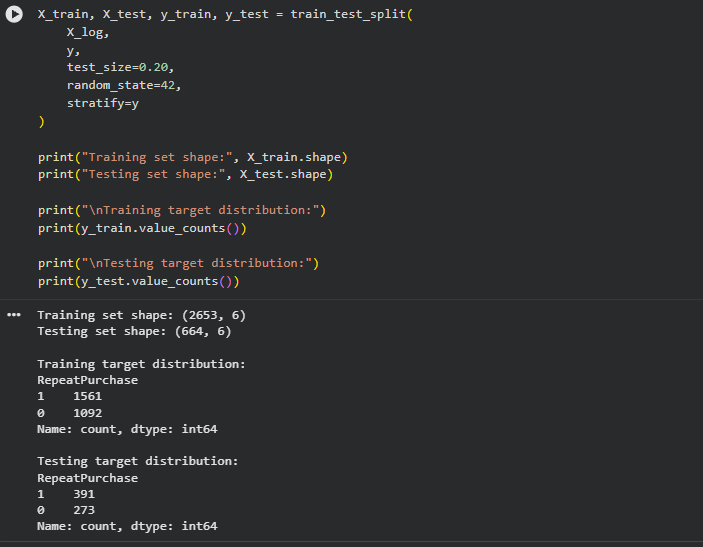 X_train, X_test, y_train, y_test = train_test_split(
    X_log,
    y,
    test_size=0.20,
    random_state=42,
    stratify=y
)

print("Training set shape:", X_train.shape)
print("Testing set shape:", X_test.shape)

print("\nTraining target distribution:")
print(y_train.value_counts())

print("\nTesting target distribution:")
print(y_test.value_counts())

Training set shape: (2653, 6)
Testing set shape: (664, 6)

Training target distribution:
RepeatPurchase
1    1561
0    1092
Name: count, dtype: int64

Testing target distribution:
RepeatPurchase
1    391
0    273
Name: count, dtype: int64